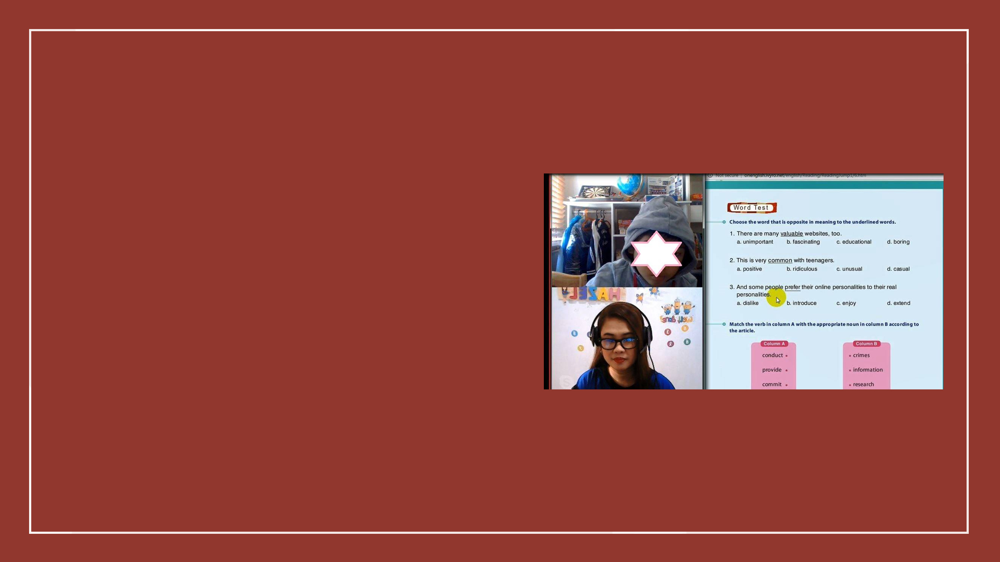 Not secure | onenglish.ivyro.net/english/Reading/ReadingJump1/6.htm
Word Test
Choose the word that is opposite in meaning to the underlined words.
1. There are many valuable websites, too.
a. unimportant b. fascinating c. educational d. boring
2. This is very common with teenagers.
a. positive b. ridiculous c. unusual d. casual
3. And some people prefer their online personalities to their real
personalities.
a. dislike b. introduce c. enjoy d. extend
Match the verb in column A with the appropriate noun in column B according to
the article.
Column A Column B
conduct crimes
provide information
commit research
HAZEL